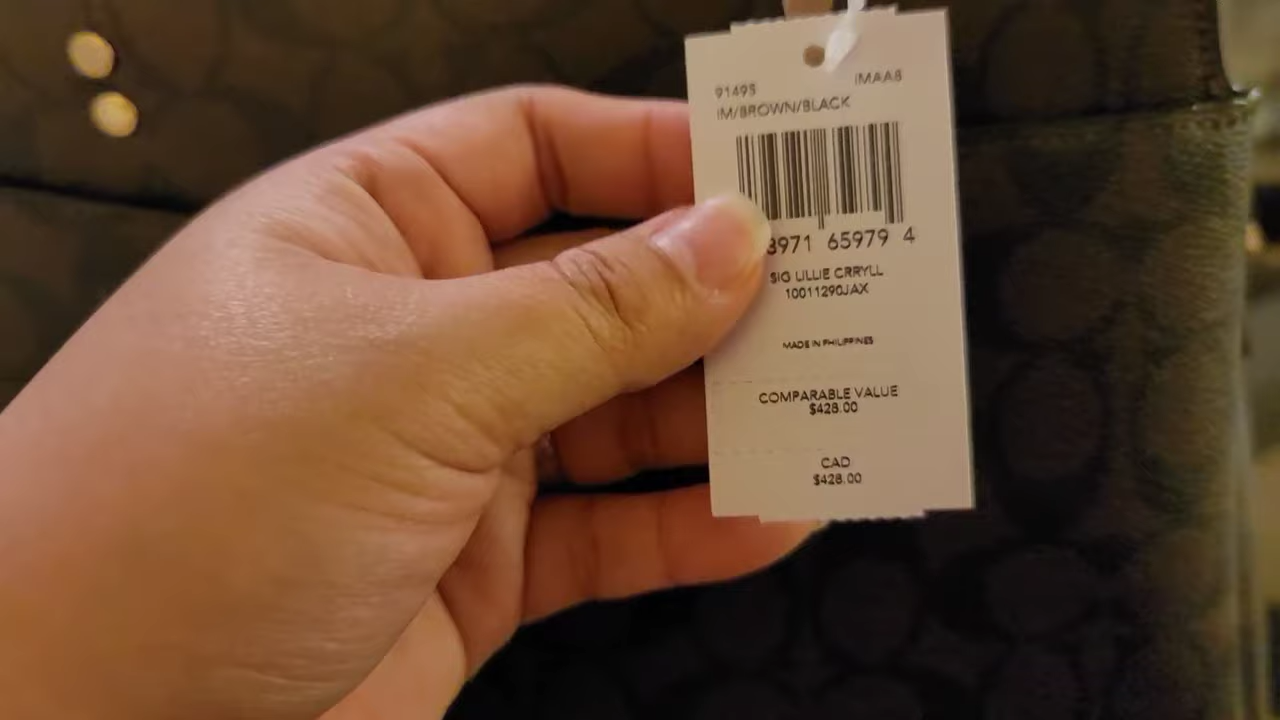 91493 IMAA8
IM/BROWN/BLACK
3971 65979 4
SIG LILLIE CRRYLL
10011290JAX
MADE IN PHILIPPINES
COMPARABLE VALUE
$428.00
CAD
$428.00